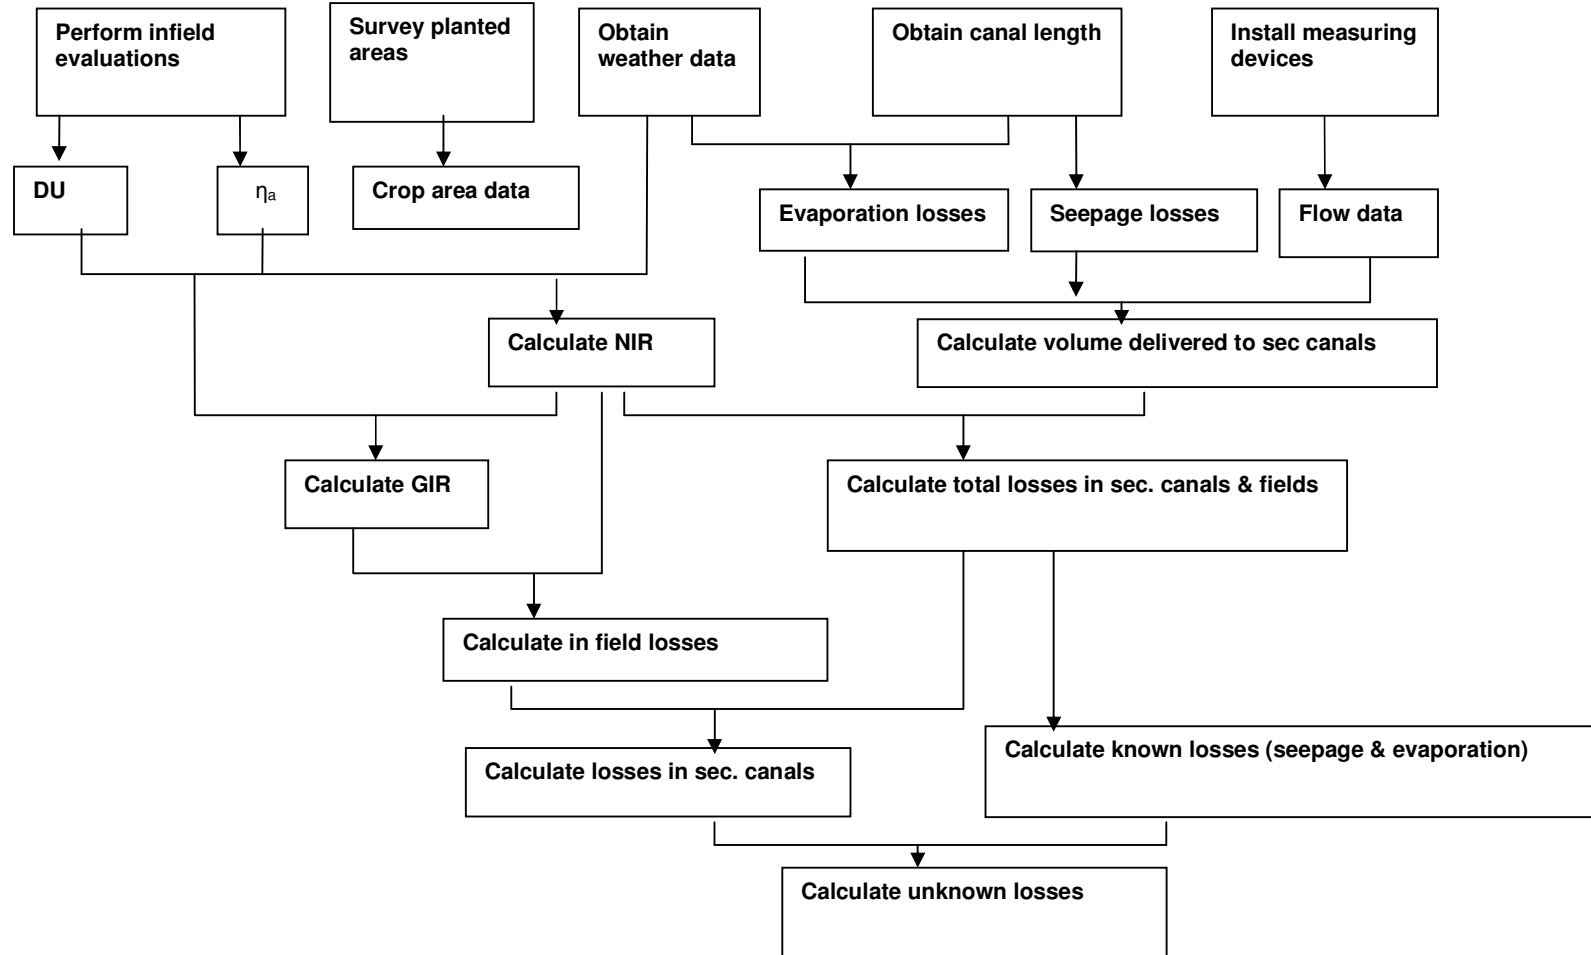 Perform infield
evaluations
Survey planted
areas
Obtain
weather data
Obtain canal length
Install measuring
devices
DU
ηa
Crop area data
Evaporation losses
Seepage losses
Flow data
Calculate NIR
Calculate volume delivered to sec canals
Calculate GIR
Calculate total losses in sec. canals & fields
Calculate in field losses
Calculate losses in sec. canals
Calculate known losses (seepage & evaporation)
Calculate unknown losses